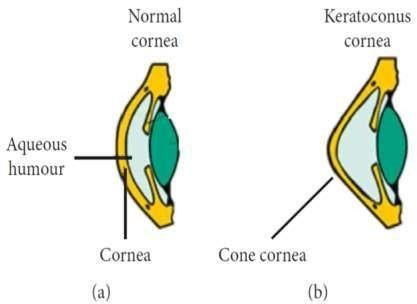 Normal
cornea
Keratoconus
cornea
Aqueous
humour
Cornea
Cone cornea
(a)
(b)